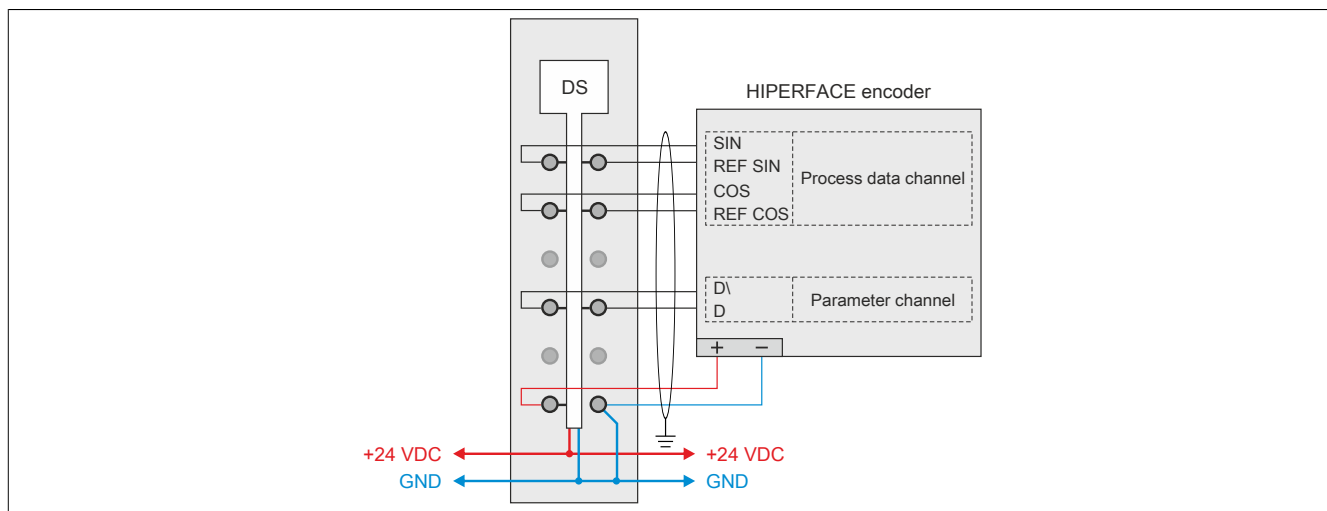 DS
HIPERFACE encoder
SIN
REF SIN
COS
REF COS
Process data channel
D\
D
Parameter channel
+ −
+24 VDC +24 VDC
GND GND